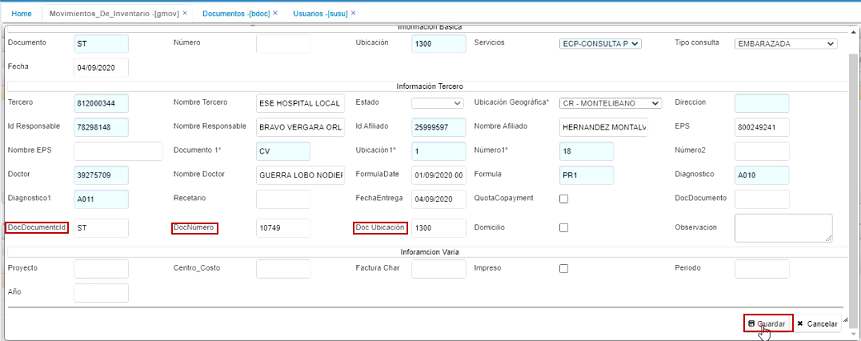 Home Movimientos_De_Inventario -[gmov] × Documentos -[bdoc] × Usuarios -[susu] ×
Información Básica
Documento ST Número Ubicación 1300 Servicios ECP-CONSULTA P Tipo consulta EMBARAZADA
Fecha 04/09/2020
Información Tercero
Tercero 812000344 Nombre Tercero ESE HOSPITAL LOCAL Estado Ubicación Geográfica* CR - MONTELIBANO Direccion
Id Responsable 78298148 Nombre Responsable BRAVO VERGARA ORL Id Afiliado 25999597 Nombre Afiliado HERNANDEZ MONTALV EPS 800249241
Nombre EPS Documento 1* CV Ubicación1* 1 Número1* 18 Número2
Doctor 39275709 Nombre Doctor GUERRA LOBO NODIER FormulaDate 01/09/2020 00 Formula PR1 Diagnostico A010
Diagnostico1 A011 Recetario FechaEntrega 04/09/2020 QuotaCopayment DocDocumento
DocDocumentcId ST DocNúmero 10749 Doc Ubicación 1300 Domicilio Observacion
Inforamcion Varia
Proyecto Centro_Costo Factura Char Impreso Periodo
Año
Guardar Cancelar